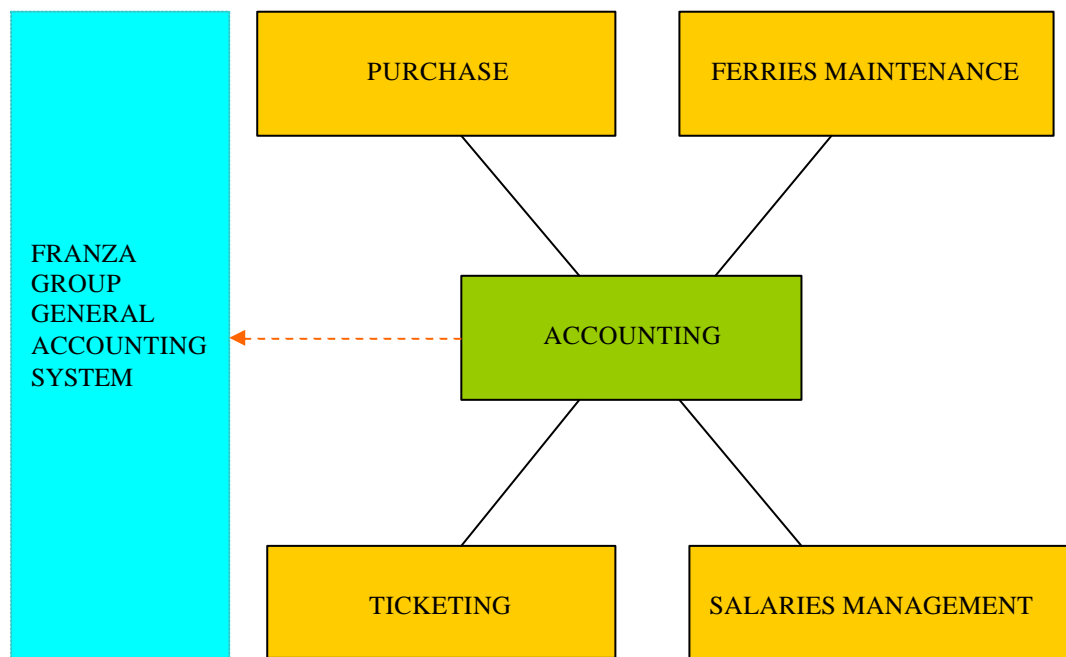 PURCHASE
FERRIES MAINTENANCE
FRANZA
GROUP
GENERAL
ACCOUNTING
SYSTEM
ACCOUNTING
TICKETING
SALARIES MANAGEMENT